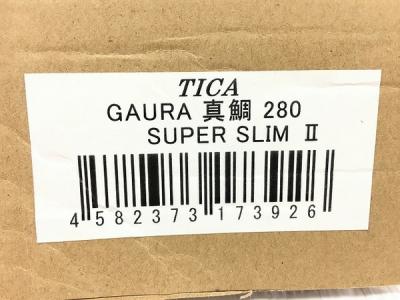 TICA
GAURA 真鯛 280
SUPER SLIM Ⅱ
4 582373 173926